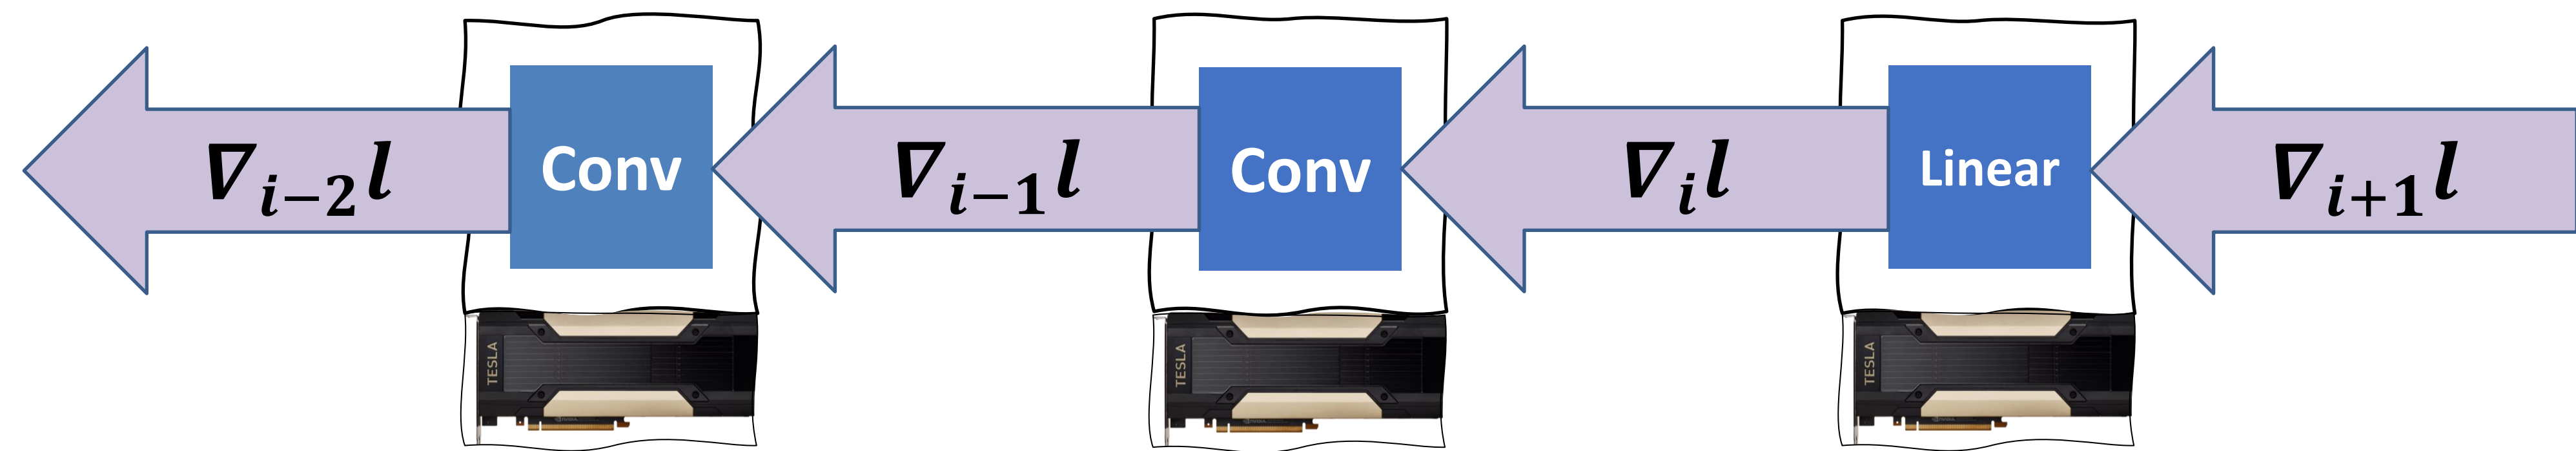 ∇ᵢ₋₂l
Conv
∇ᵢ₋₁l
Conv
∇ᵢl
Linear
∇ᵢ₊₁l
TESLA
TESLA
TESLA